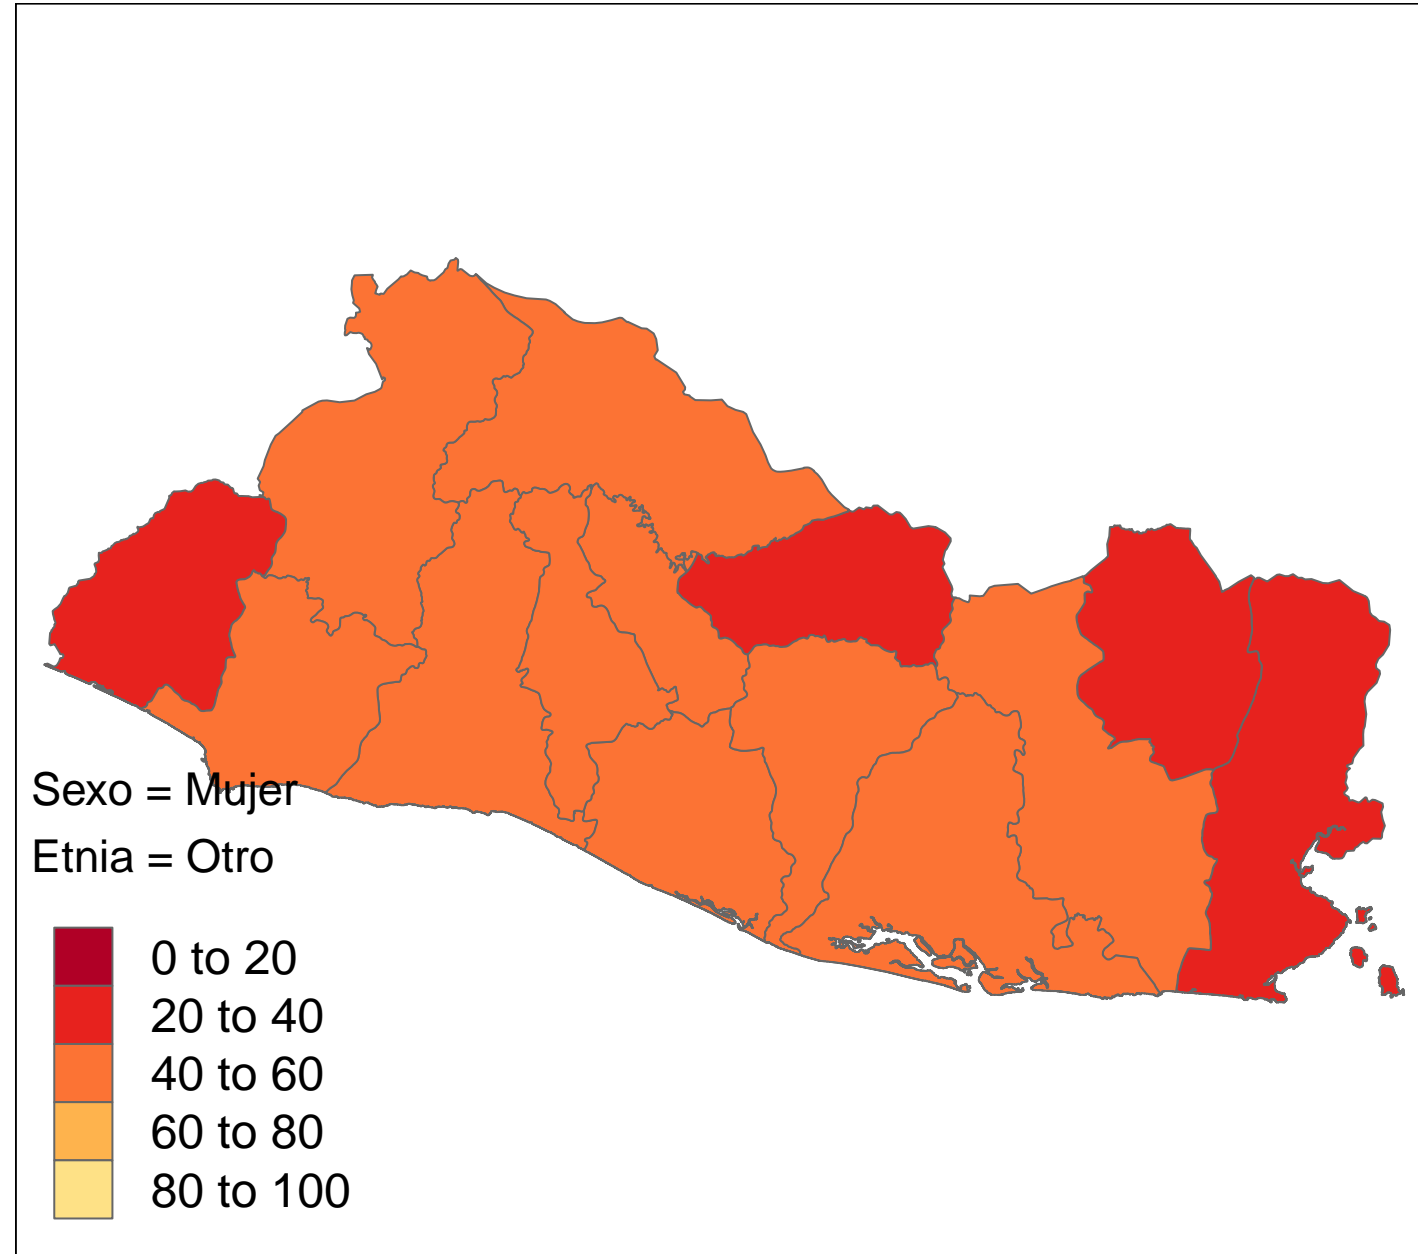 Sexo = Mujer
Etnia = Otro
0 to 20
20 to 40
40 to 60
60 to 80
80 to 100